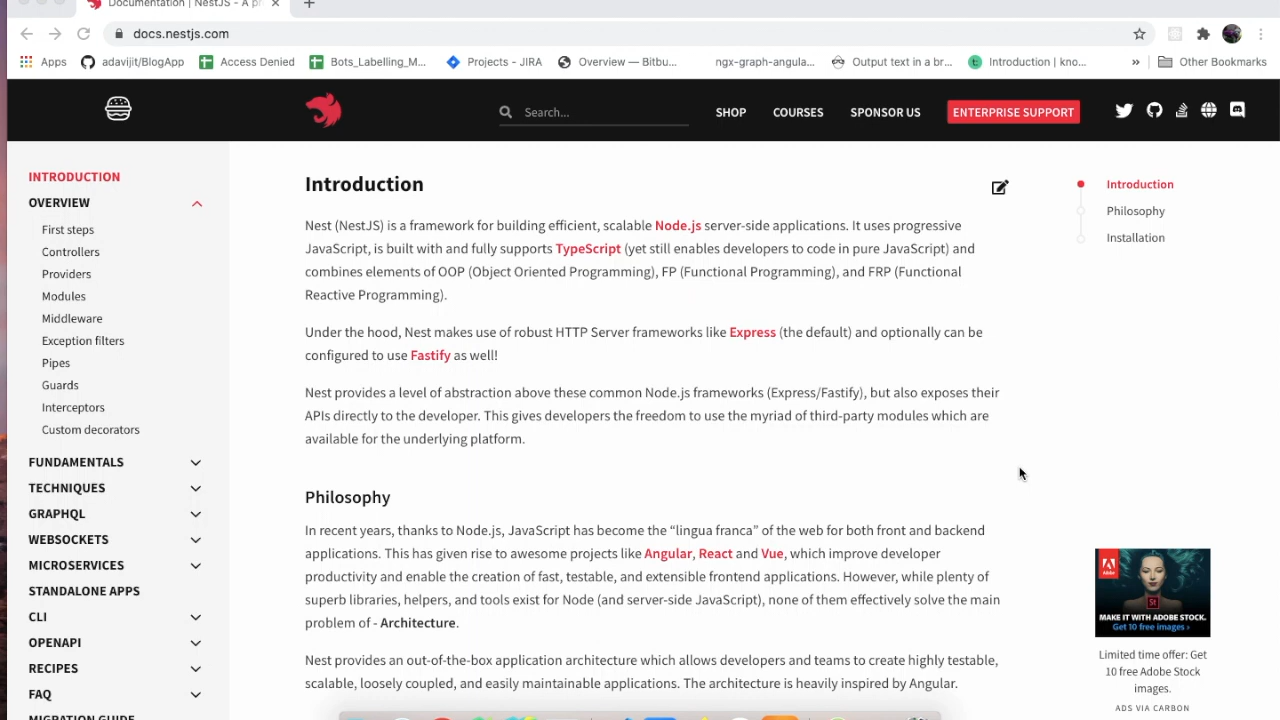 Documentation | NestJS - A pr
docs.nestjs.com
Apps
adavijit/BlogApp
Access Denied
Bots_Labelling_M...
Projects - JIRA
Overview — Bitbu...
ngx-graph-angula...
Output text in a br...
Introduction | kno...
»
Other Bookmarks
Search...
SHOP
COURSES
SPONSOR US
ENTERPRISE SUPPORT
INTRODUCTION
OVERVIEW
First steps
Controllers
Providers
Modules
Middleware
Exception filters
Pipes
Guards
Interceptors
Custom decorators
FUNDAMENTALS
TECHNIQUES
GRAPHQL
WEBSOCKETS
MICROSERVICES
STANDALONE APPS
CLI
OPENAPI
RECIPES
FAQ
MIGRATION GUIDE
Introduction
Nest (NestJS) is a framework for building efficient, scalable Node.js server-side applications. It uses progressive
JavaScript, is built with and fully supports TypeScript (yet still enables developers to code in pure JavaScript) and
combines elements of OOP (Object Oriented Programming), FP (Functional Programming), and FRP (Functional
Reactive Programming).
Under the hood, Nest makes use of robust HTTP Server frameworks like Express (the default) and optionally can be
configured to use Fastify as well!
Nest provides a level of abstraction above these common Node.js frameworks (Express/Fastify), but also exposes their
APIs directly to the developer. This gives developers the freedom to use the myriad of third-party modules which are
available for the underlying platform.
Philosophy
In recent years, thanks to Node.js, JavaScript has become the “lingua franca” of the web for both front and backend
applications. This has given rise to awesome projects like Angular, React and Vue, which improve developer
productivity and enable the creation of fast, testable, and extensible frontend applications. However, while plenty of
superb libraries, helpers, and tools exist for Node (and server-side JavaScript), none of them effectively solve the main
problem of - Architecture.
Nest provides an out-of-the-box application architecture which allows developers and teams to create highly testable,
scalable, loosely coupled, and easily maintainable applications. The architecture is heavily inspired by Angular.
Introduction
Philosophy
Installation
Adobe
St
MAKE IT WITH ADOBE STOCK.
Get 10 free images ›
Limited time offer: Get
10 free Adobe Stock
images.
ADS VIA CARBON